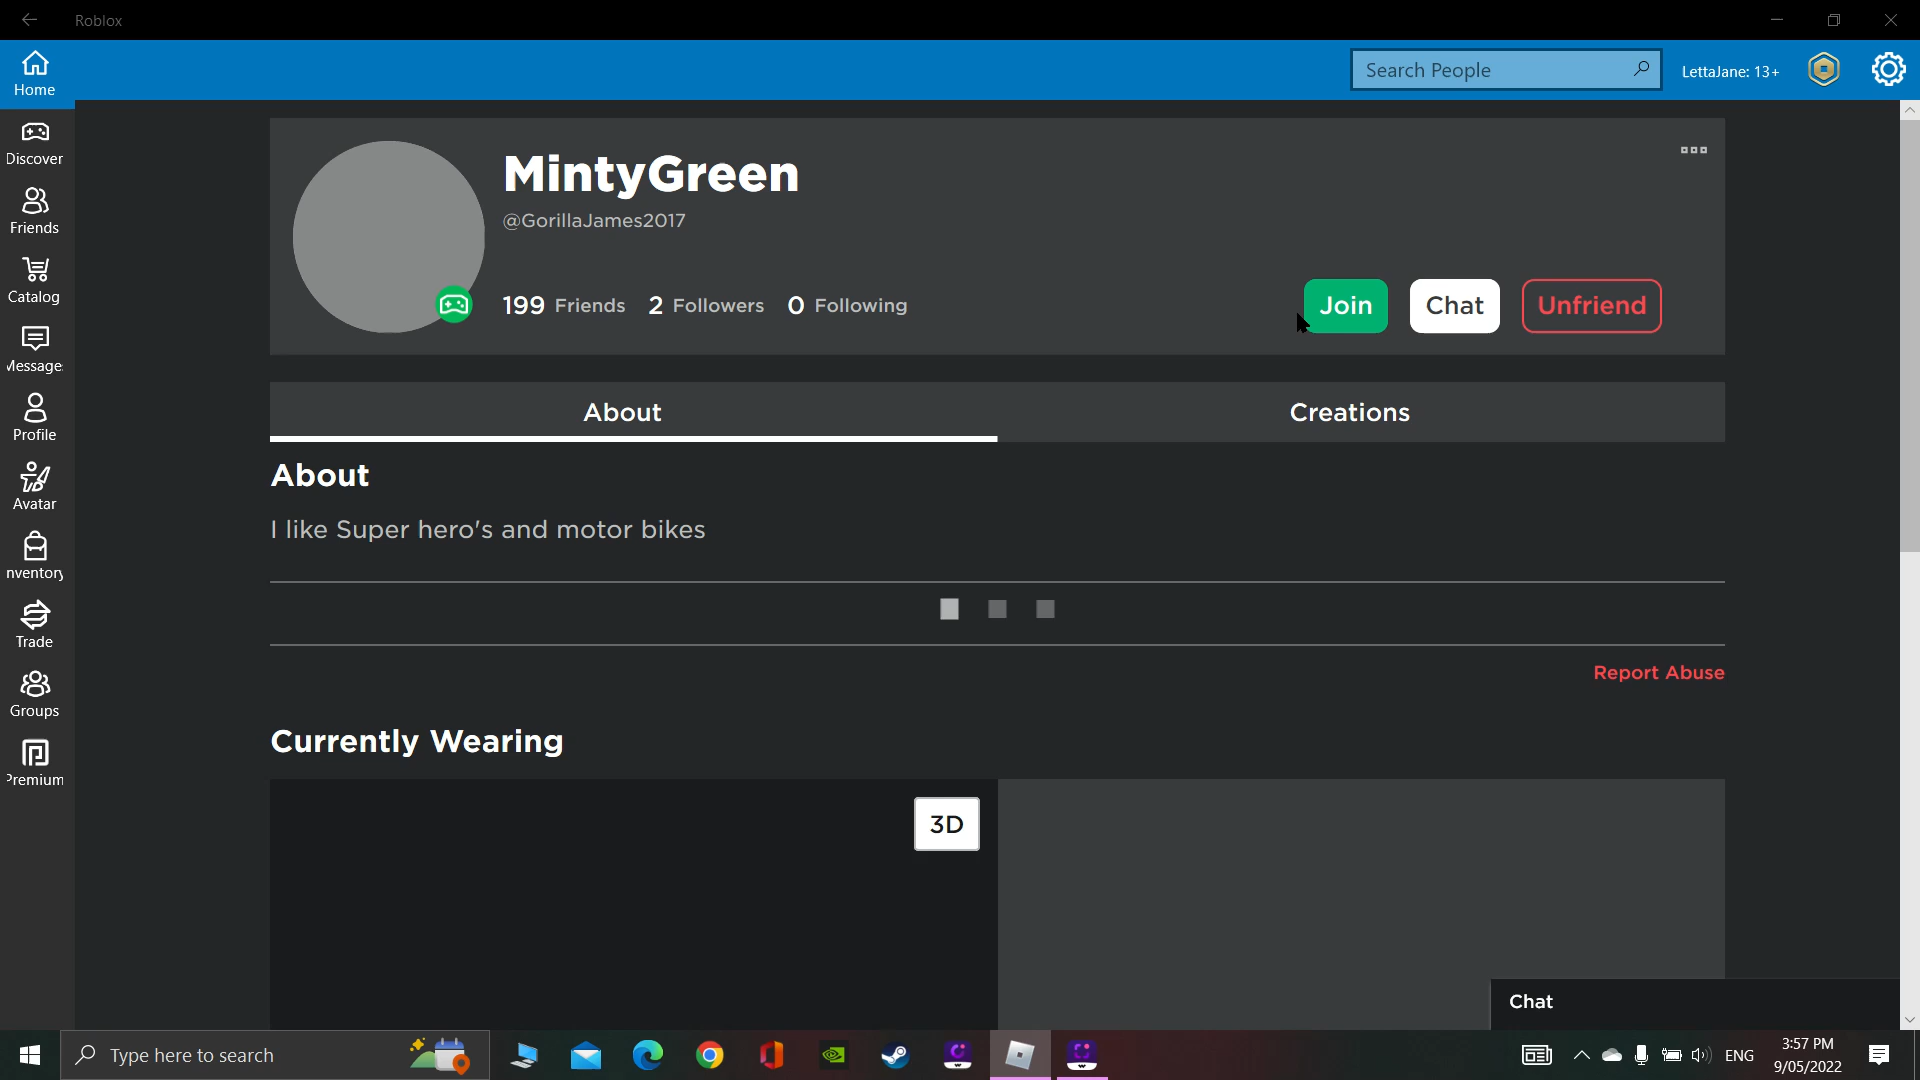 Roblox
Home
Search People
LettaJane: 13+
Discover
Friends
Catalog
Message
Profile
Avatar
nventory
Trade
Groups
Premium
MintyGreen
@GorillaJames2017
199 Friends 2 Followers 0 Following
Join
Chat
Unfriend
About
Creations
About
I like Super hero's and motor bikes
Report Abuse
Currently Wearing
3D
Chat
Type here to search
ENG
3:57 PM
9/05/2022